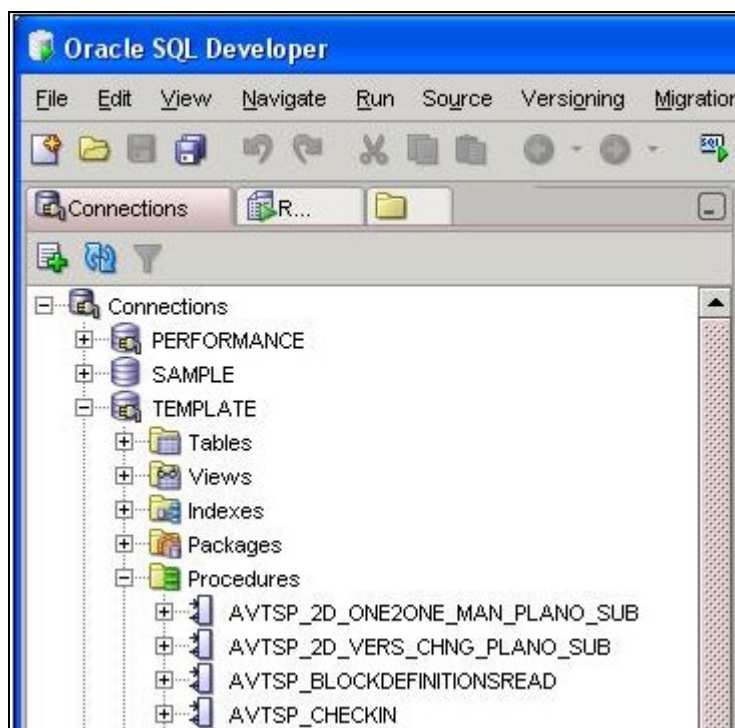 Oracle SQL Developer
File Edit View Navigate Run Source Versioning Migration
SQL
Connections R...
Connections
PERFORMANCE
SAMPLE
TEMPLATE
Tables
Views
Indexes
Packages
Procedures
AVTSP_2D_ONE2ONE_MAN_PLANO_SUB
AVTSP_2D_VERS_CHNG_PLANO_SUB
AVTSP_BLOCKDEFINITIONSREAD
AVTSP_CHECKIN